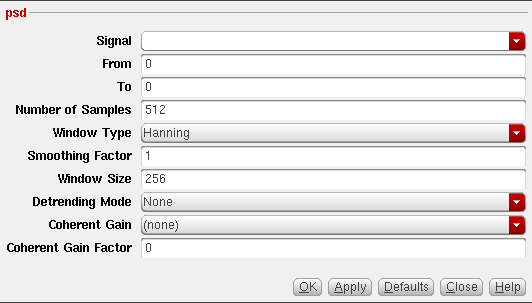 psd
Signal
From 0
To 0
Number of Samples 512
Window Type Hanning
Smoothing Factor 1
Window Size 256
Detrending Mode None
Coherent Gain (none)
Coherent Gain Factor 0
OK Apply Defaults Close Help